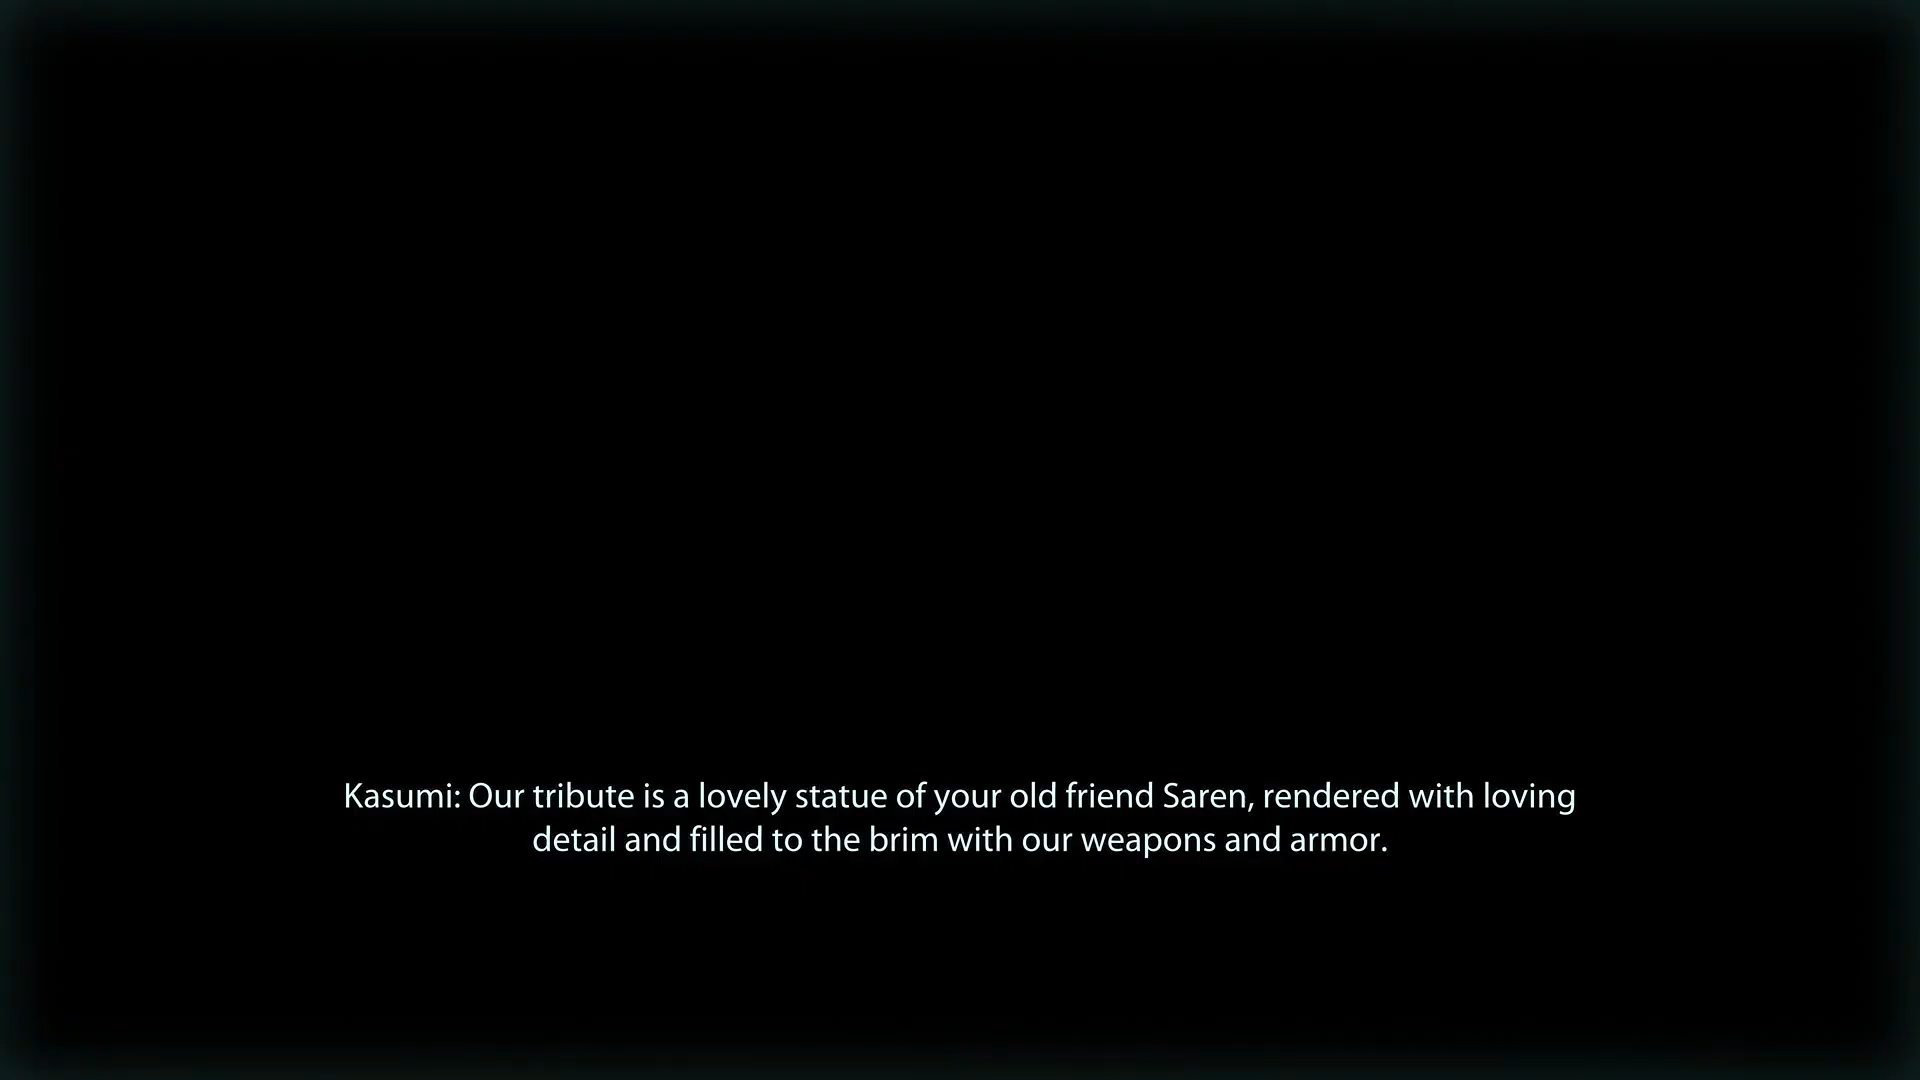 Kasumi: Our tribute is a lovely statue of your old friend Saren, rendered with loving
detail and filled to the brim with our weapons and armor.